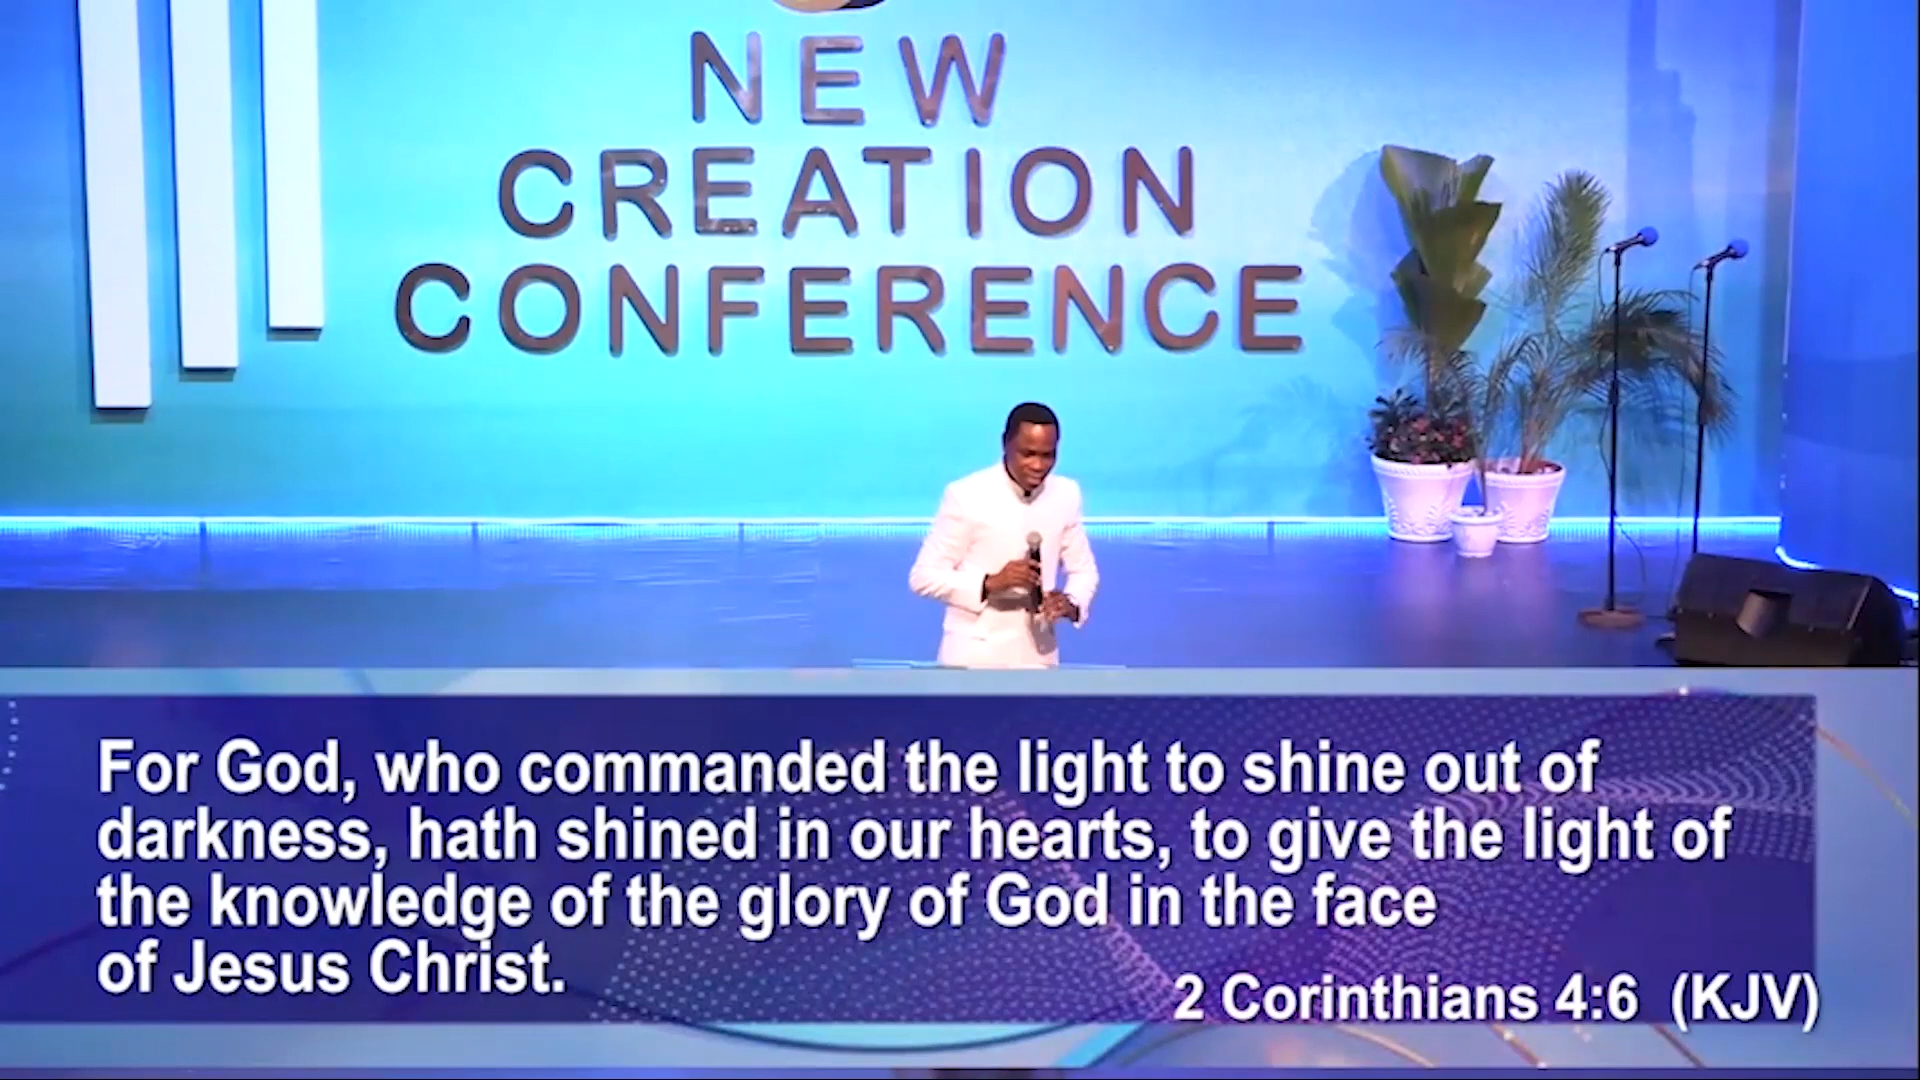 NEW
CREATION
CONFERENCE
For God, who commanded the light to shine out of
darkness, hath shined in our hearts, to give the light of
the knowledge of the glory of God in the face
of Jesus Christ.
2 Corinthians 4:6 (KJV)